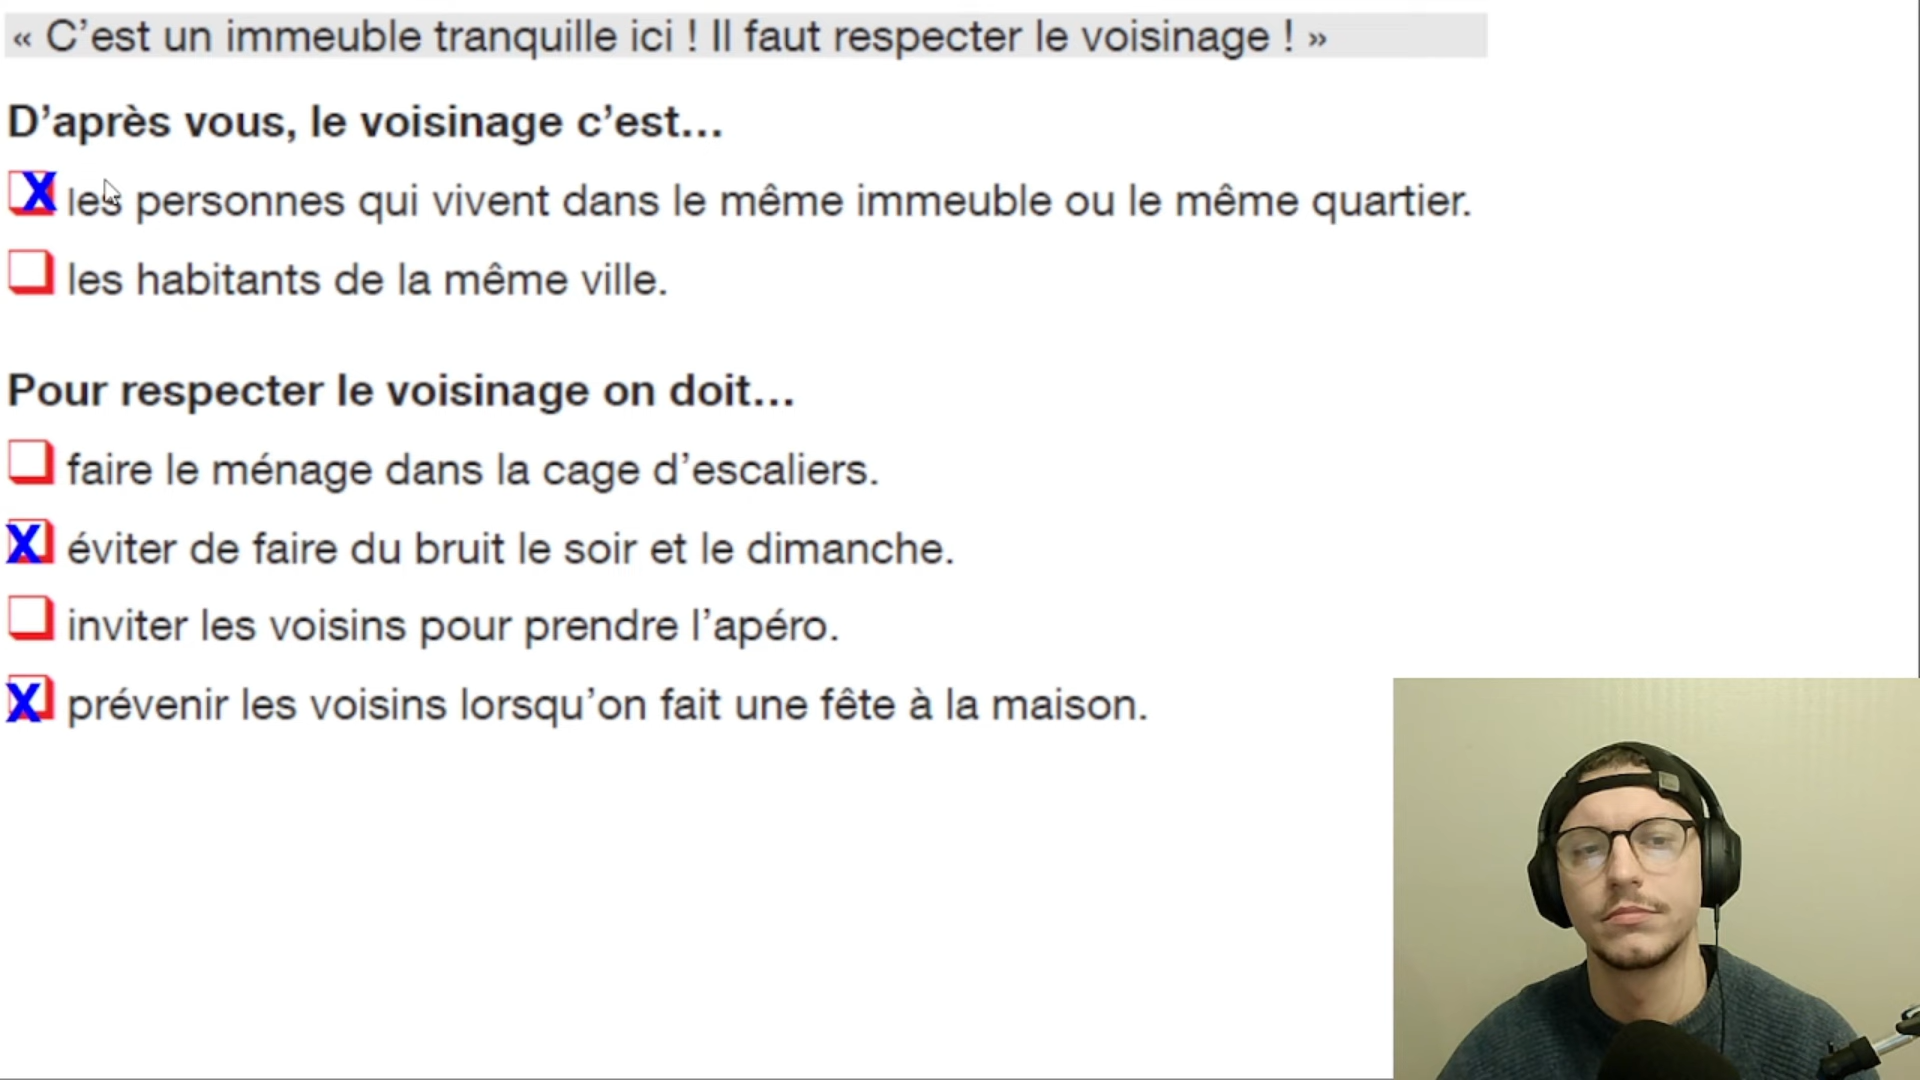 « C’est un immeuble tranquille ici ! Il faut respecter le voisinage ! »
D’après vous, le voisinage c’est…
X les personnes qui vivent dans le même immeuble ou le même quartier.
les habitants de la même ville.
Pour respecter le voisinage on doit…
faire le ménage dans la cage d’escaliers.
X éviter de faire du bruit le soir et le dimanche.
inviter les voisins pour prendre l’apéro.
X prévenir les voisins lorsqu’on fait une fête à la maison.